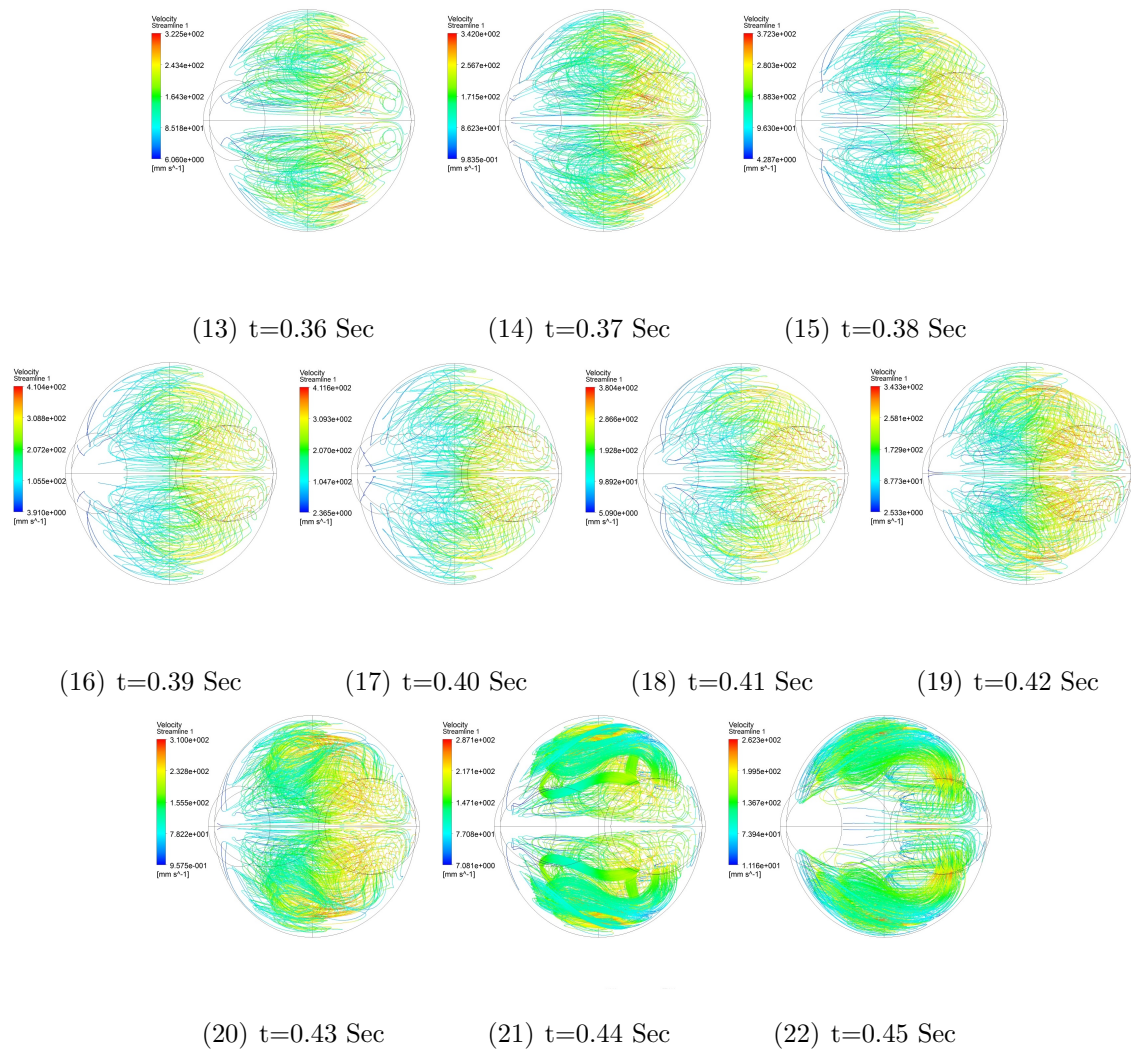 Velocity
Streamline 1
3.225e+002
2.434e+002
1.643e+002
8.518e+001
6.060e+000
[mm s^-1]
Velocity
Streamline 1
3.420e+002
2.567e+002
1.715e+002
8.623e+001
9.835e-001
[mm s^-1]
Velocity
Streamline 1
3.723e+002
2.803e+002
1.883e+002
9.630e+001
4.287e+000
[mm s^-1]
(13) t=0.36 Sec
(14) t=0.37 Sec
(15) t=0.38 Sec
Velocity
Streamline 1
4.104e+002
3.088e+002
2.072e+002
1.055e+002
3.910e+000
[mm s^-1]
Velocity
Streamline 1
4.116e+002
3.093e+002
2.070e+002
1.047e+002
2.365e+000
[mm s^-1]
Velocity
Streamline 1
3.804e+002
2.866e+002
1.928e+002
9.892e+001
5.090e+000
[mm s^-1]
Velocity
Streamline 1
3.433e+002
2.581e+002
1.729e+002
8.773e+001
2.533e+000
[mm s^-1]
(16) t=0.39 Sec
(17) t=0.40 Sec
(18) t=0.41 Sec
(19) t=0.42 Sec
Velocity
Streamline 1
3.100e+002
2.328e+002
1.555e+002
7.822e+001
9.575e-001
[mm s^-1]
Velocity
Streamline 1
2.871e+002
2.171e+002
1.471e+002
7.708e+001
7.081e+000
[mm s^-1]
Velocity
Streamline 1
2.623e+002
1.995e+002
1.367e+002
7.394e+001
1.116e+001
[mm s^-1]
(20) t=0.43 Sec
(21) t=0.44 Sec
(22) t=0.45 Sec